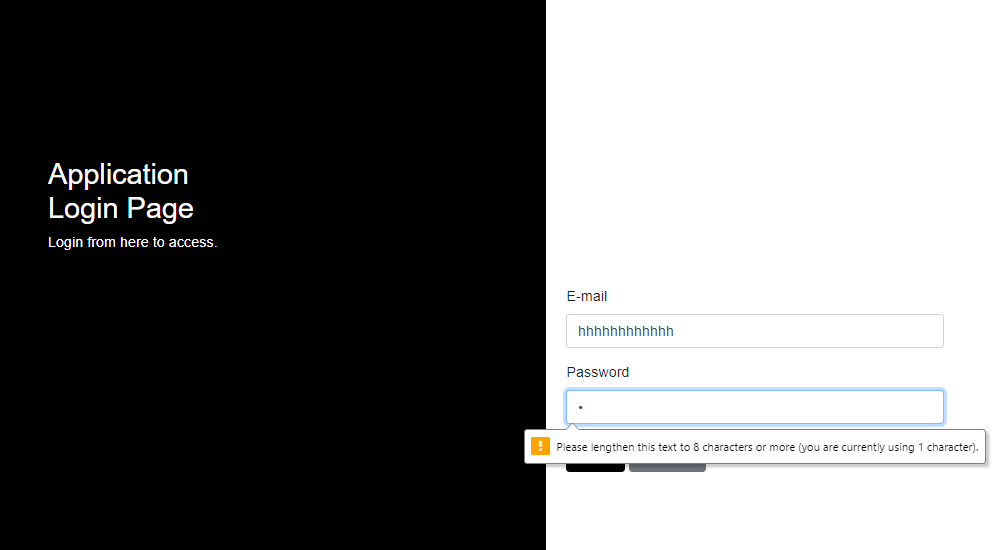 Application
Login Page
Login from here to access.
E-mail
hhhhhhhhhhhh
Password
•
Please lengthen this text to 8 characters or more (you are currently using 1 character).